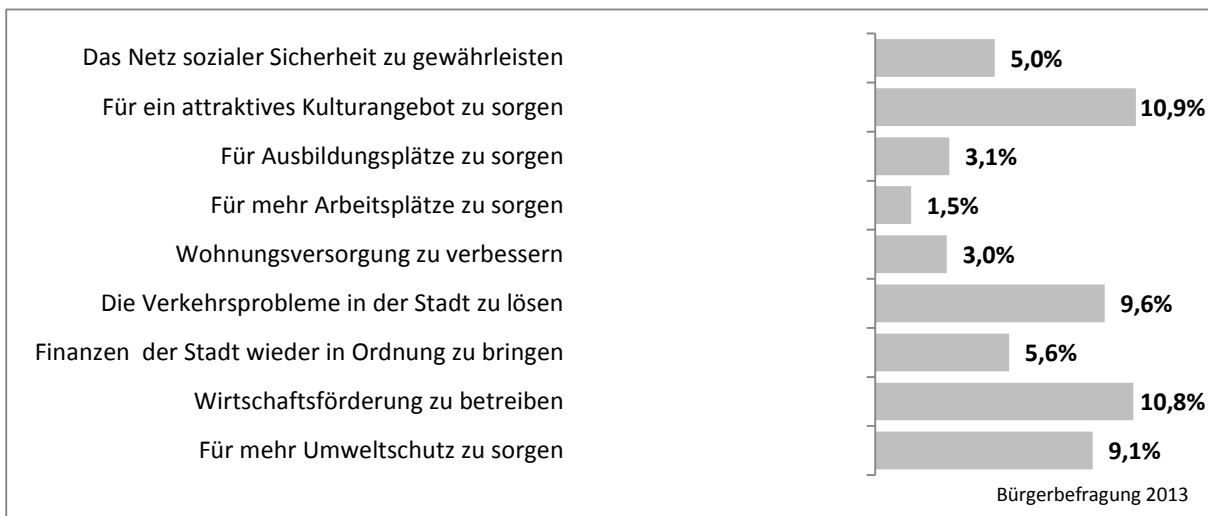 Das Netz sozialer Sicherheit zu gewährleisten 5,0%
Für ein attraktives Kulturangebot zu sorgen 10,9%
Für Ausbildungsplätze zu sorgen 3,1%
Für mehr Arbeitsplätze zu sorgen 1,5%
Wohnungsversorgung zu verbessern 3,0%
Die Verkehrsprobleme in der Stadt zu lösen 9,6%
Finanzen der Stadt wieder in Ordnung zu bringen 5,6%
Wirtschaftsförderung zu betreiben 10,8%
Für mehr Umweltschutz zu sorgen 9,1%
Bürgerbefragung 2013